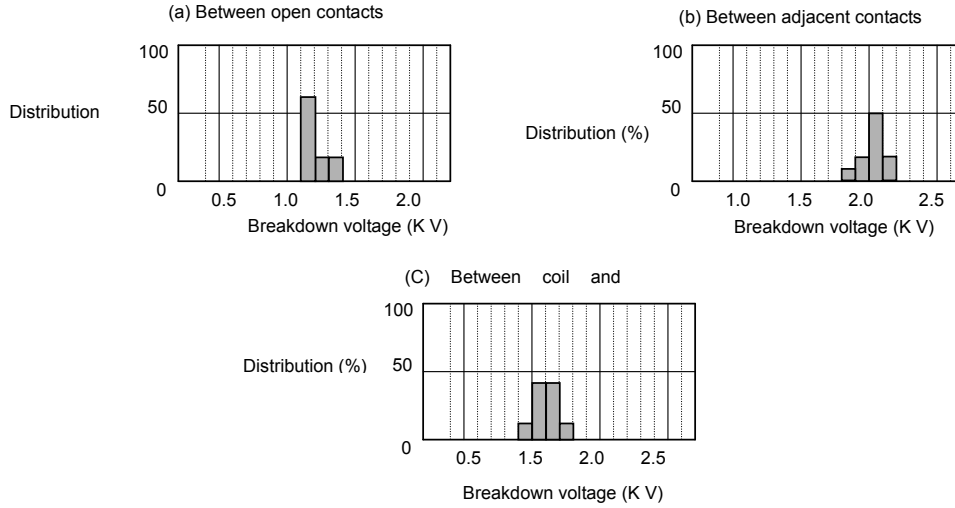 (a) Between open contacts
100
Distribution
50
0
0.5 1.0 1.5 2.0
Breakdown voltage (K V)
(b) Between adjacent contacts
100
50
Distribution (%)
0
1.0 1.5 2.0 2.5
Breakdown voltage (K V)
(C) Between coil and
100
Distribution (%)
50
0
0.5 1.5 2.0 2.5
Breakdown voltage (K V)